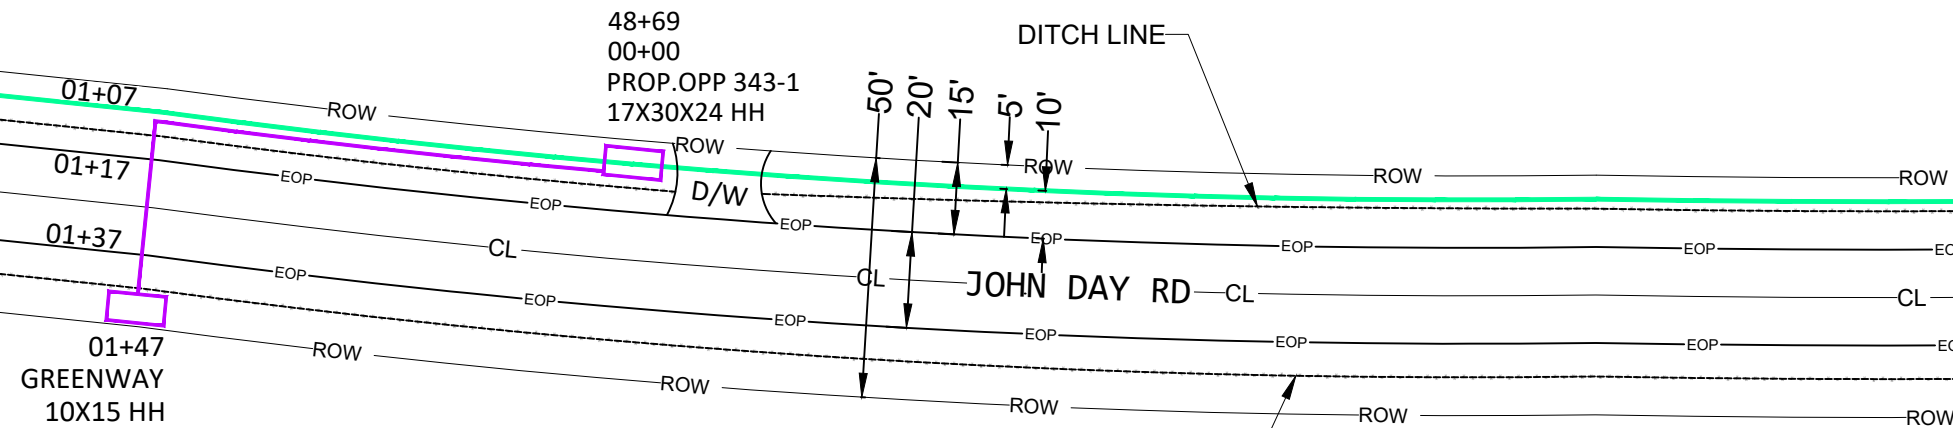 48+69
00+00
PROP.OPP 343-1
17X30X24 HH
DITCH LINE
50'
20'
15'
5'
10'
01+07
ROW
ROW
ROW
ROW
ROW
01+17
EOP
EOP
D/W
EOP
EOP
EOP
EOP
EO
01+37
CL
CL
JOHN DAY RD
CL
CL
EOP
EOP
EOP
EOP
EOP
EOP
EO
01+47
GREENWAY
10X15 HH
ROW
ROW
ROW
ROW
ROW